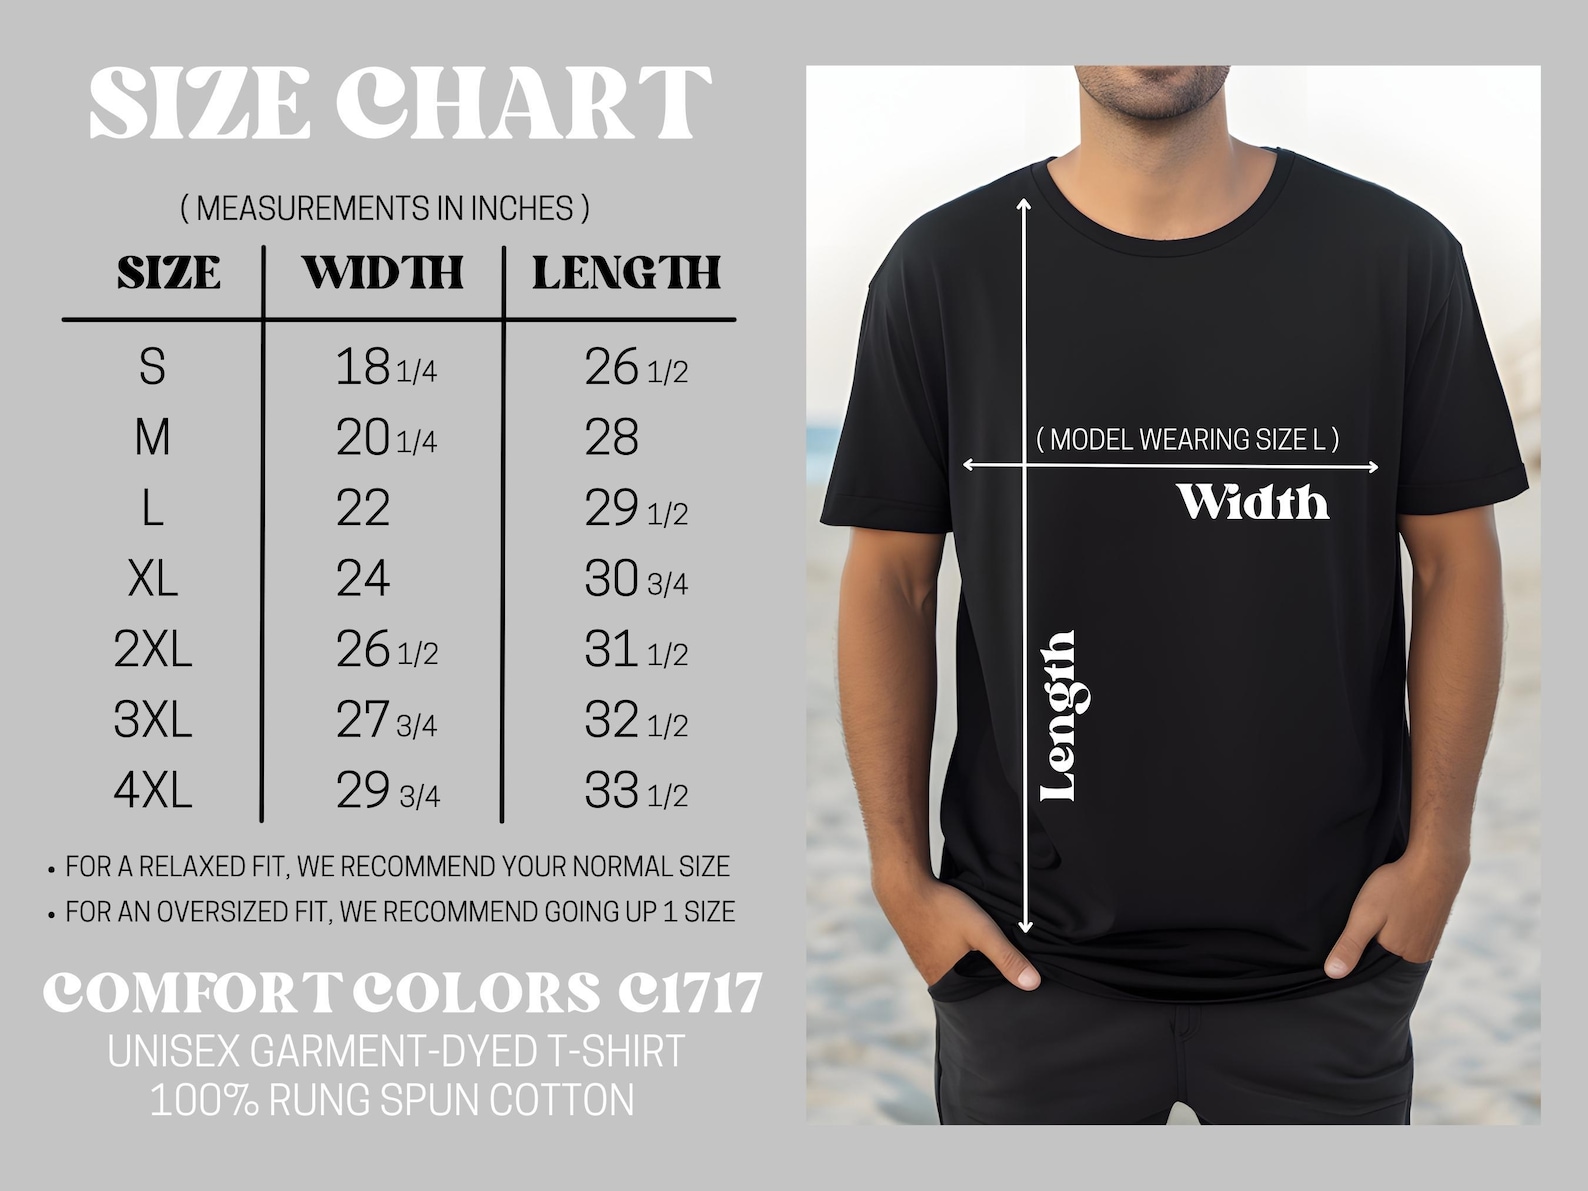 SIZE CHART
( MEASUREMENTS IN INCHES )
SIZE WIDTH LENGTH
S 18 1/4 26 1/2
M 20 1/4 28
L 22 29 1/2
XL 24 30 3/4
2XL 26 1/2 31 1/2
3XL 27 3/4 32 1/2
4XL 29 3/4 33 1/2
• FOR A RELAXED FIT, WE RECOMMEND YOUR NORMAL SIZE
• FOR AN OVERSIZED FIT, WE RECOMMEND GOING UP 1 SIZE
COMFORT COLORS C1717
UNISEX GARMENT-DYED T-SHIRT
100% RUNG SPUN COTTON
( MODEL WEARING SIZE L )
Width
Length